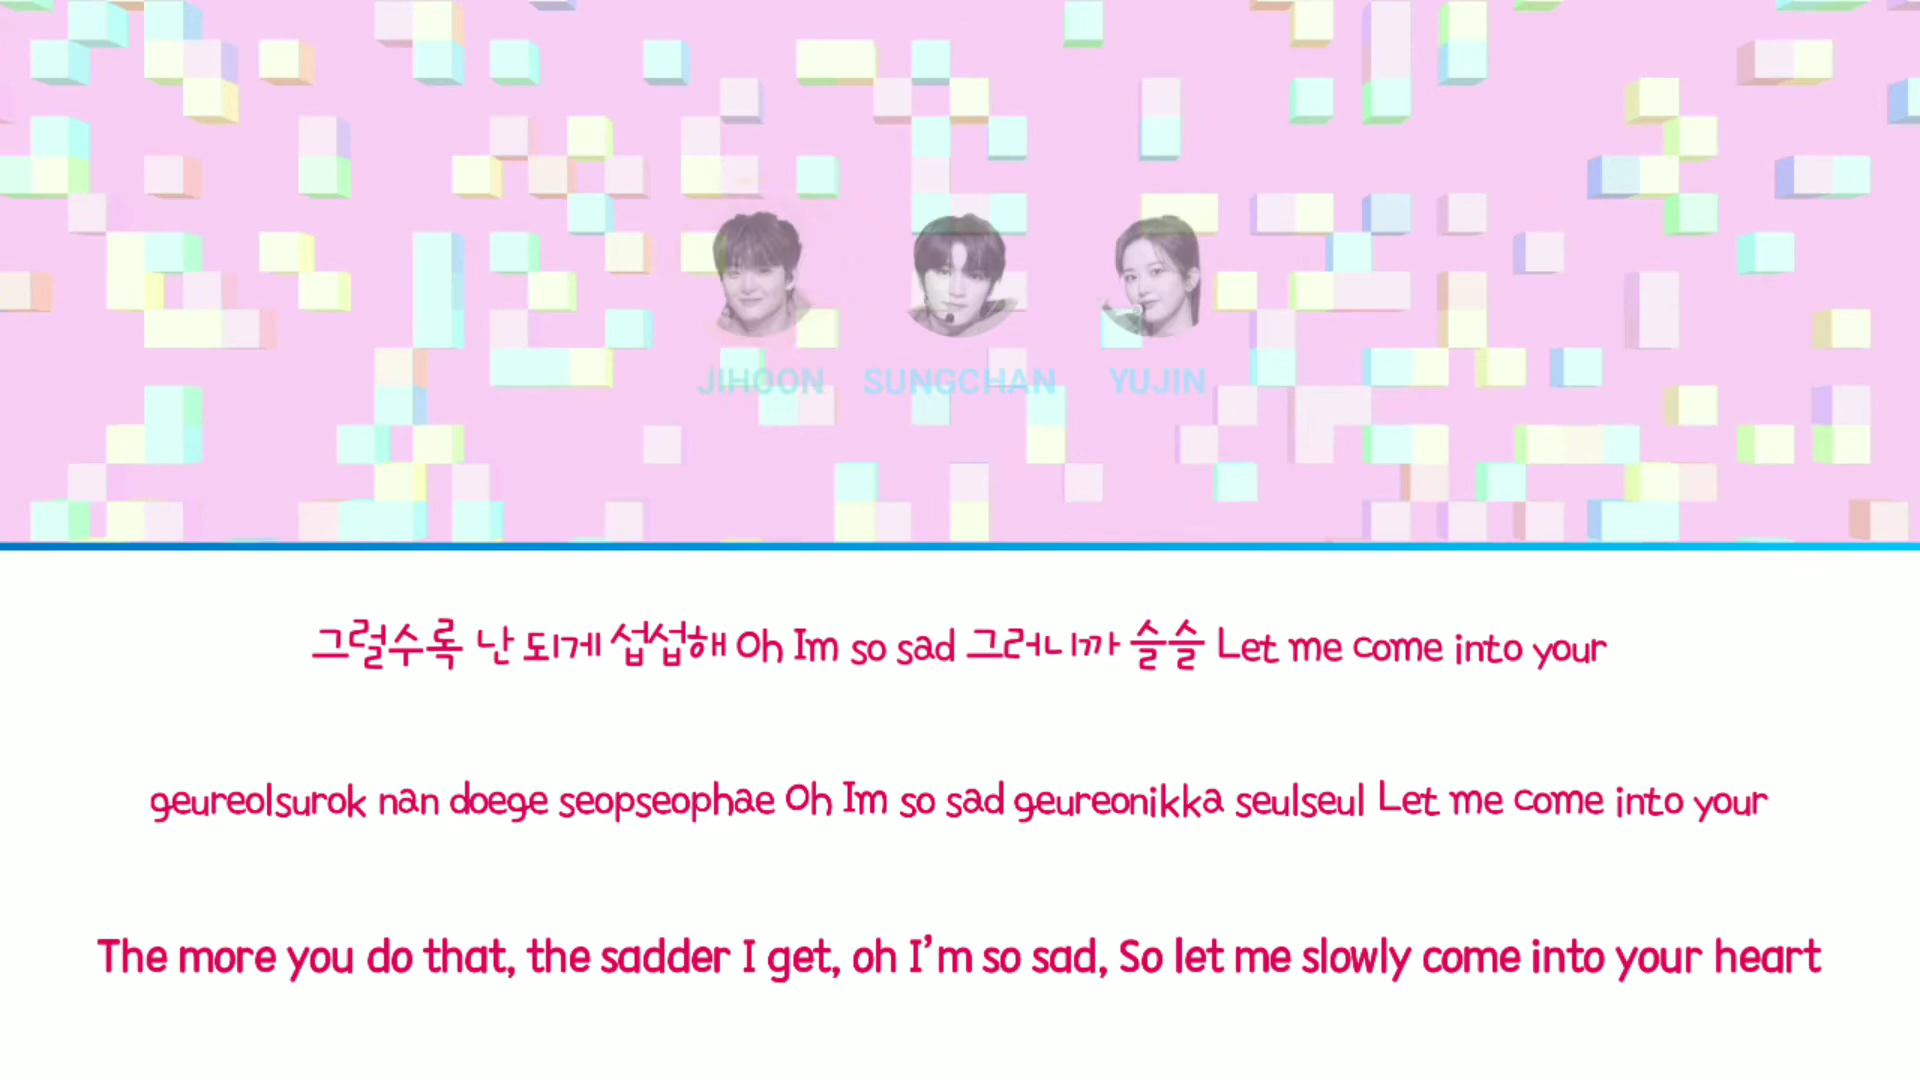 JIHOON SUNGCHAN YUJIN
그럴수록 난 되게 섭섭해 Oh Im so sad 그러니까 슬슬 Let me come into your
geureolsurok nan doege seopseophae Oh Im so sad geureonikka seulseul Let me come into your
The more you do that, the sadder I get, oh I’m so sad, So let me slowly come into your heart